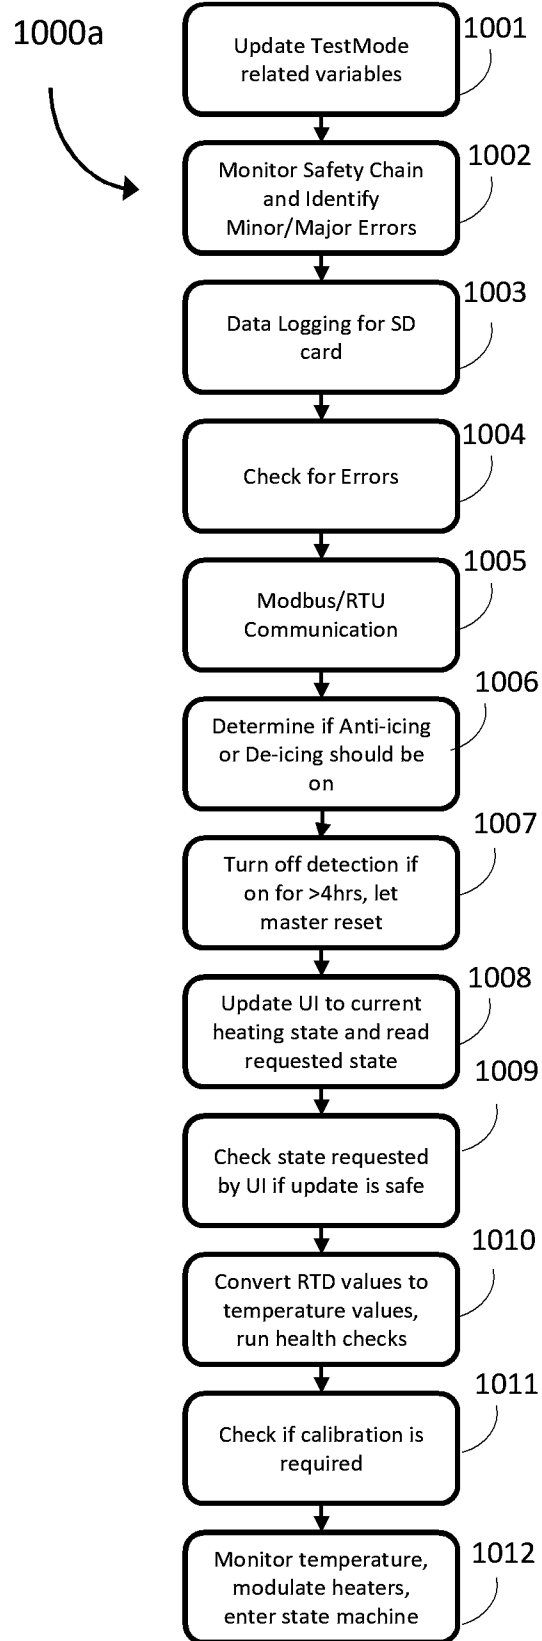 1000a
1001
Update TestMode
related variables
1002
Monitor Safety Chain
and Identify
Minor/Major Errors
1003
Data Logging for SD
card
1004
Check for Errors
1005
Modbus/RTU
Communication
1006
Determine if Anti-icing
or De-icing should be
on
1007
Turn off detection if
on for >4hrs, let
master reset
1008
Update UI to current
heating state and read
requested state
1009
Check state requested
by UI if update is safe
1010
Convert RTD values to
temperature values,
run health checks
1011
Check if calibration is
required
1012
Monitor temperature,
modulate heaters,
enter state machine